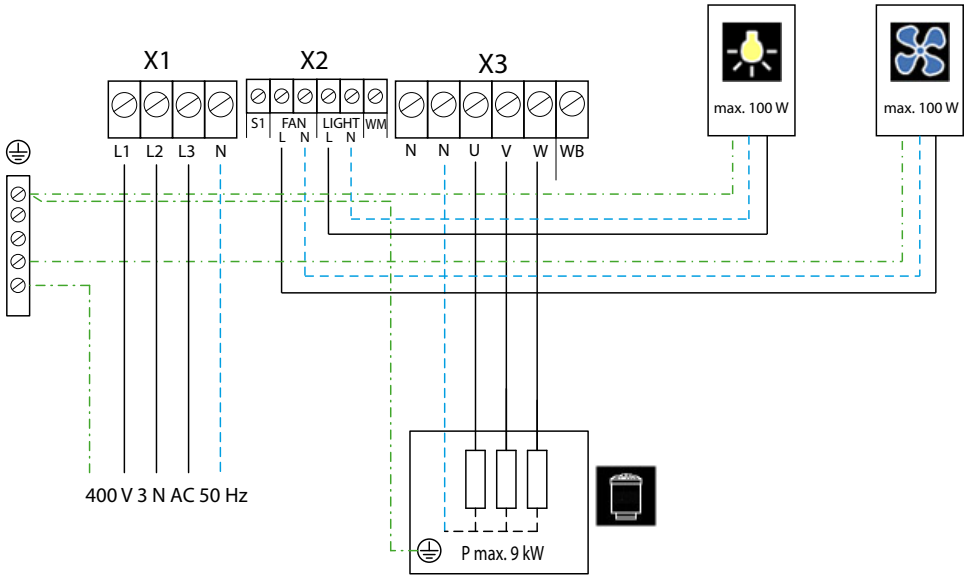 X1 X2 X3
max. 100 W max. 100 W
S1 FAN LIGHT WM
L N L N
L1 L2 L3 N
N N U V W WB
400 V 3 N AC 50 Hz
P max. 9 kW